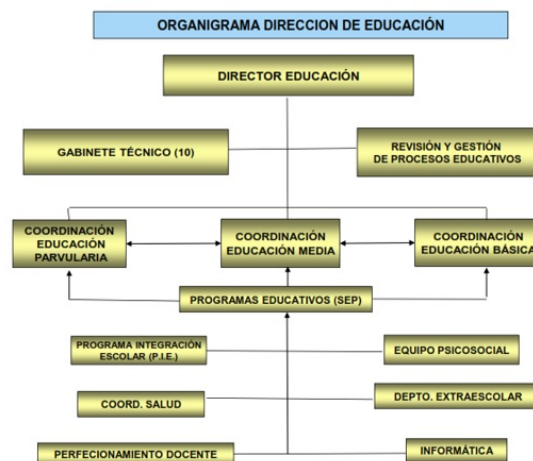 ORGANIGRAMA DIRECCION DE EDUCACIÓN
DIRECTOR EDUCACIÓN
GABINETE TÉCNICO (10)
REVISIÓN Y GESTIÓN
DE PROCESOS EDUCATIVOS
COORDINACIÓN
EDUCACIÓN
PARVULARIA
COORDINACIÓN
EDUCACIÓN MEDIA
COORDINACIÓN
EDUCACIÓN BÁSICA
PROGRAMAS EDUCATIVOS (SEP)
PROGRAMA INTEGRACIÓN
ESCOLAR (P.I.E.)
EQUIPO PSICOSOCIAL
COORD. SALUD
DEPTO. EXTRAESCOLAR
PERFECIONAMIENTO DOCENTE
INFORMÁTICA